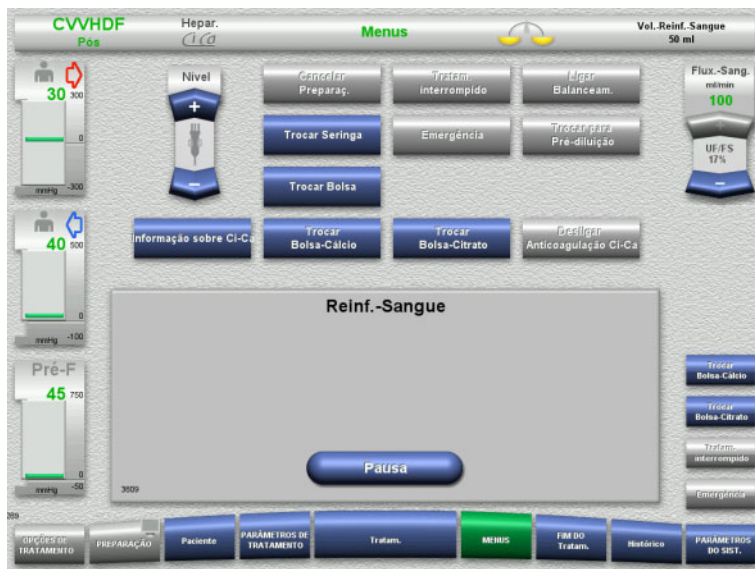 CVVHDF
Pós
Hepar.
Ci Ca
Menus
Vol.-Reinf.-Sangue
50 ml
30
300
0
-300
mmHg
Nível
+
−
Cancelar
Preparaç.
Tratam.
interrompido
Ligar
Balanceam.
Trocar Seringa
Emergência
Trocar para
Pré-diluição
Trocar Bolsa
Informação sobre Ci-Ca
Trocar
Bolsa-Cálcio
Trocar
Bolsa-Citrato
Desligar
Anticoagulação Ci-Ca
Flux.-Sang.
ml/min
100
+
UF/FS
17%
−
40
500
0
-100
mmHg
Pré-F
45
750
0
-50
mmHg
Reinf.-Sangue
Pausa
3809
Trocar
Bolsa-Cálcio
Trocar
Bolsa-Citrato
Tratam.
interrompido
Emergência
OPÇÕES DE
TRATAMENTO
PREPARAÇÃO
Paciente
PARÂMETROS DE
TRATAMENTO
Tratam.
MENUS
FIM DO
Tratam.
Histórico
PARÂMETROS
DO SIST.